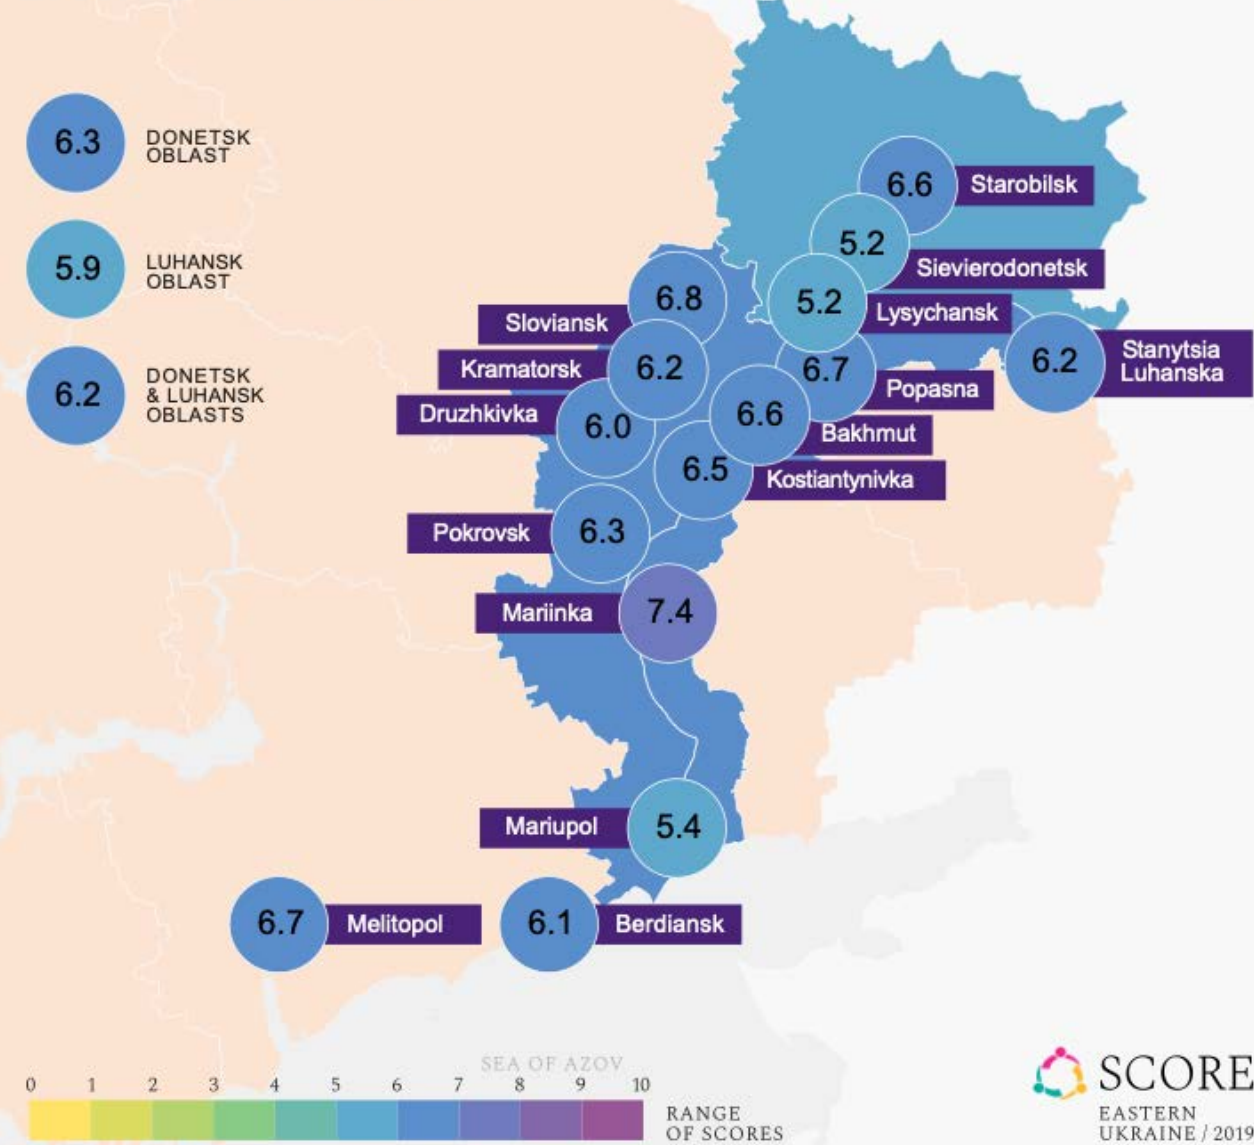 6.3
DONETSK
OBLAST
5.9
LUHANSK
OBLAST
6.2
DONETSK
& LUHANSK
OBLASTS
6.6
Starobilsk
5.2
Sievierodonetsk
6.8
Sloviansk
5.2
Lysychansk
6.2
Stanytsia
Luhanska
6.2
Kramatorsk
6.7
Popasna
6.0
Druzhkivka
6.6
Bakhmut
6.5
Kostiantynivka
6.3
Pokrovsk
7.4
Mariinka
5.4
Mariupol
6.7
Melitopol
6.1
Berdiansk
SEA OF AZOV
0 1 2 3 4 5 6 7 8 9 10
RANGE
OF SCORES
SCORE
EASTERN
UKRAINE / 2019